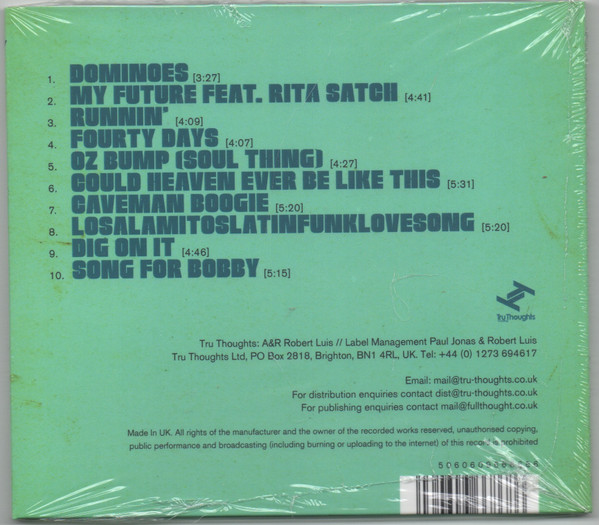 1. DOMINOES [3:27]
2. MY FUTURE FEAT. RITA SATCH [4:41]
3. RUNNIN' [4:09]
4. FOURTY DAYS [4:07]
5. OZ BUMP (SOUL THING) [4:27]
6. COULD HEAVEN EVER BE LIKE THIS [5:31]
7. CAVEMAN BOOGIE [5:20]
8. LOSALAMITOSLATINFUNKLOVESONG [5:20]
9. DIG ON IT [4:46]
10. SONG FOR BOBBY [5:15]
Tru Thoughts
Tru Thoughts: A&R Robert Luis // Label Management Paul Jonas & Robert Luis
Tru Thoughts Ltd, PO Box 2818, Brighton, BN1 4RL, UK. Tel: +44 (0) 1273 694617
Email: mail@tru-thoughts.co.uk
For distribution enquiries contact dist@tru-thoughts.co.uk
For publishing enquiries contact mail@fullthought.co.uk
Made In UK. All rights of the manufacturer and the owner of the recorded works reserved, unauthorised copying,
public performance and broadcasting (including burning or uploading to the internet) of this record is prohibited